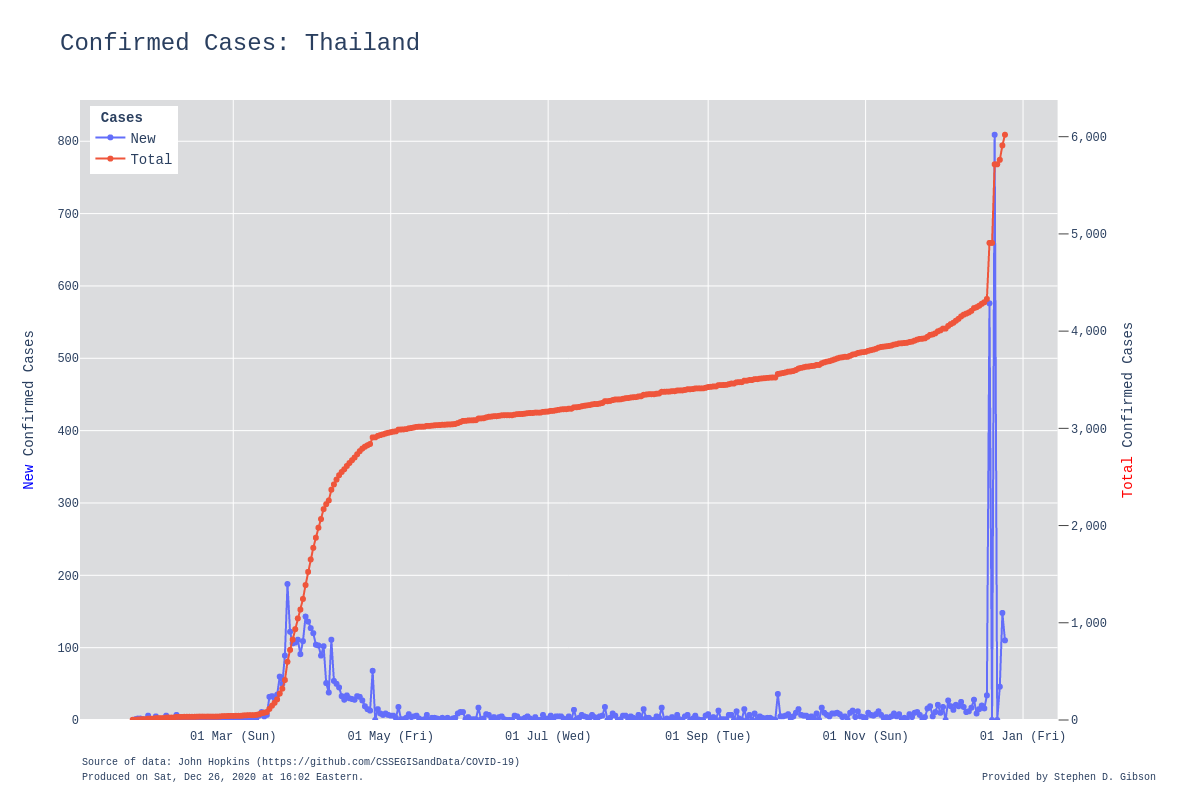 Confirmed Cases: Thailand
Cases
New
Total
800
700
600
500
400
300
200
100
0
6,000
5,000
4,000
3,000
2,000
1,000
0
New Confirmed Cases
Total Confirmed Cases
01 Mar (Sun)
01 May (Fri)
01 Jul (Wed)
01 Sep (Tue)
01 Nov (Sun)
01 Jan (Fri)
Source of data: John Hopkins (https://github.com/CSSEGISandData/COVID-19)
Produced on Sat, Dec 26, 2020 at 16:02 Eastern.
Provided by Stephen D. Gibson